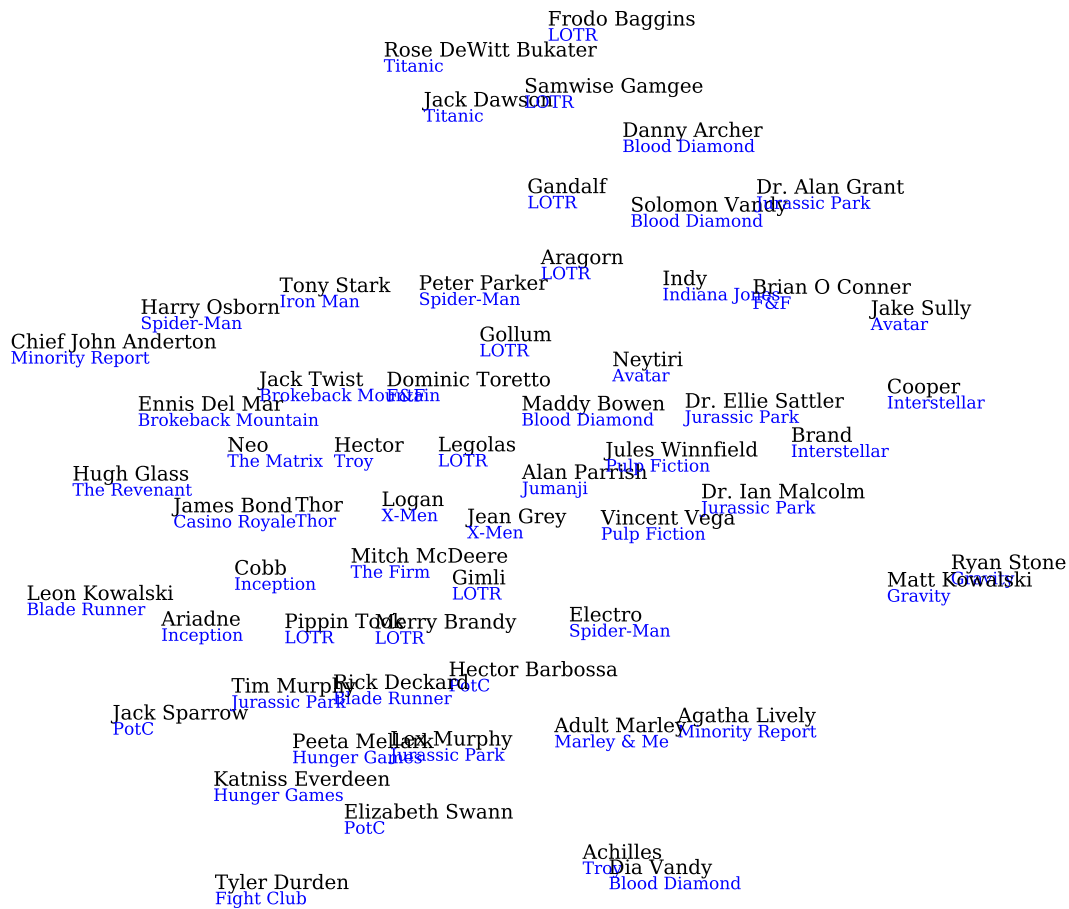 Frodo Baggins
LOTR
Rose DeWitt Bukater
Titanic
Samwise Gamgee
LOTR
Jack Dawson
Titanic
Danny Archer
Blood Diamond
Gandalf
LOTR
Dr. Alan Grant
Jurassic Park
Solomon Vandy
Blood Diamond
Aragorn
LOTR
Indy
Indiana Jones
Peter Parker
Spider-Man
Tony Stark
Iron Man
Brian O Conner
F&F
Harry Osborn
Spider-Man
Jake Sully
Avatar
Gollum
LOTR
Chief John Anderton
Minority Report
Neytiri
Avatar
Jack Twist
Brokeback Mountain
Dominic Toretto
F&F
Cooper
Interstellar
Ennis Del Mar
Brokeback Mountain
Maddy Bowen
Blood Diamond
Dr. Ellie Sattler
Jurassic Park
Brand
Interstellar
Neo
The Matrix
Hector
Troy
Legolas
LOTR
Jules Winnfield
Pulp Fiction
Hugh Glass
The Revenant
Alan Parrish
Jumanji
Dr. Ian Malcolm
Jurassic Park
Logan
X-Men
James Bond
Casino Royale
Thor
Thor
Jean Grey
X-Men
Vincent Vega
Pulp Fiction
Mitch McDeere
The Firm
Ryan Stone
Gravity
Cobb
Inception
Gimli
LOTR
Matt Kowalski
Gravity
Leon Kowalski
Blade Runner
Ariadne
Inception
Pippin Took
LOTR
Merry Brandy
LOTR
Electro
Spider-Man
Hector Barbossa
PotC
Tim Murphy
Jurassic Park
Rick Deckard
Blade Runner
Jack Sparrow
PotC
Agatha Lively
Minority Report
Adult Marley
Marley & Me
Peeta Mellark
Hunger Games
Lex Murphy
Jurassic Park
Katniss Everdeen
Hunger Games
Elizabeth Swann
PotC
Achilles
Troy
Dia Vandy
Blood Diamond
Tyler Durden
Fight Club